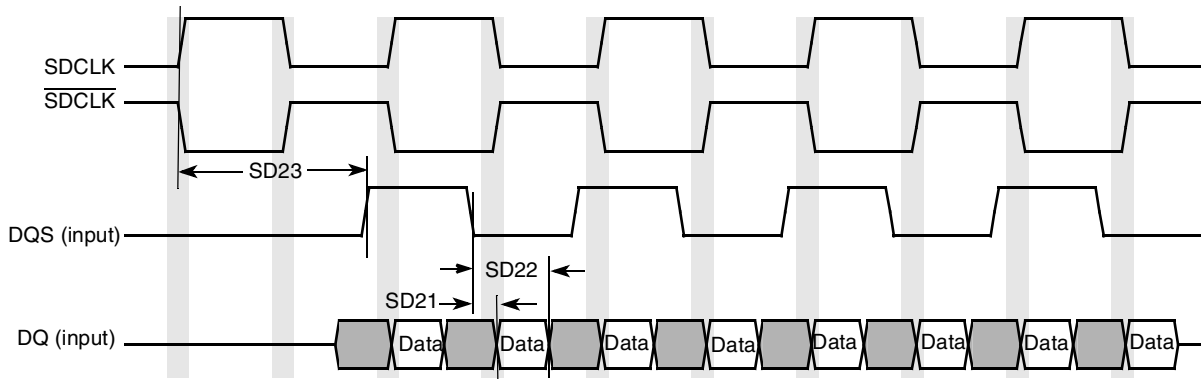 SDCLK
SDCLK
SD23
DQS (input)
SD22
SD21
DQ (input)
Data Data Data Data Data Data Data Data